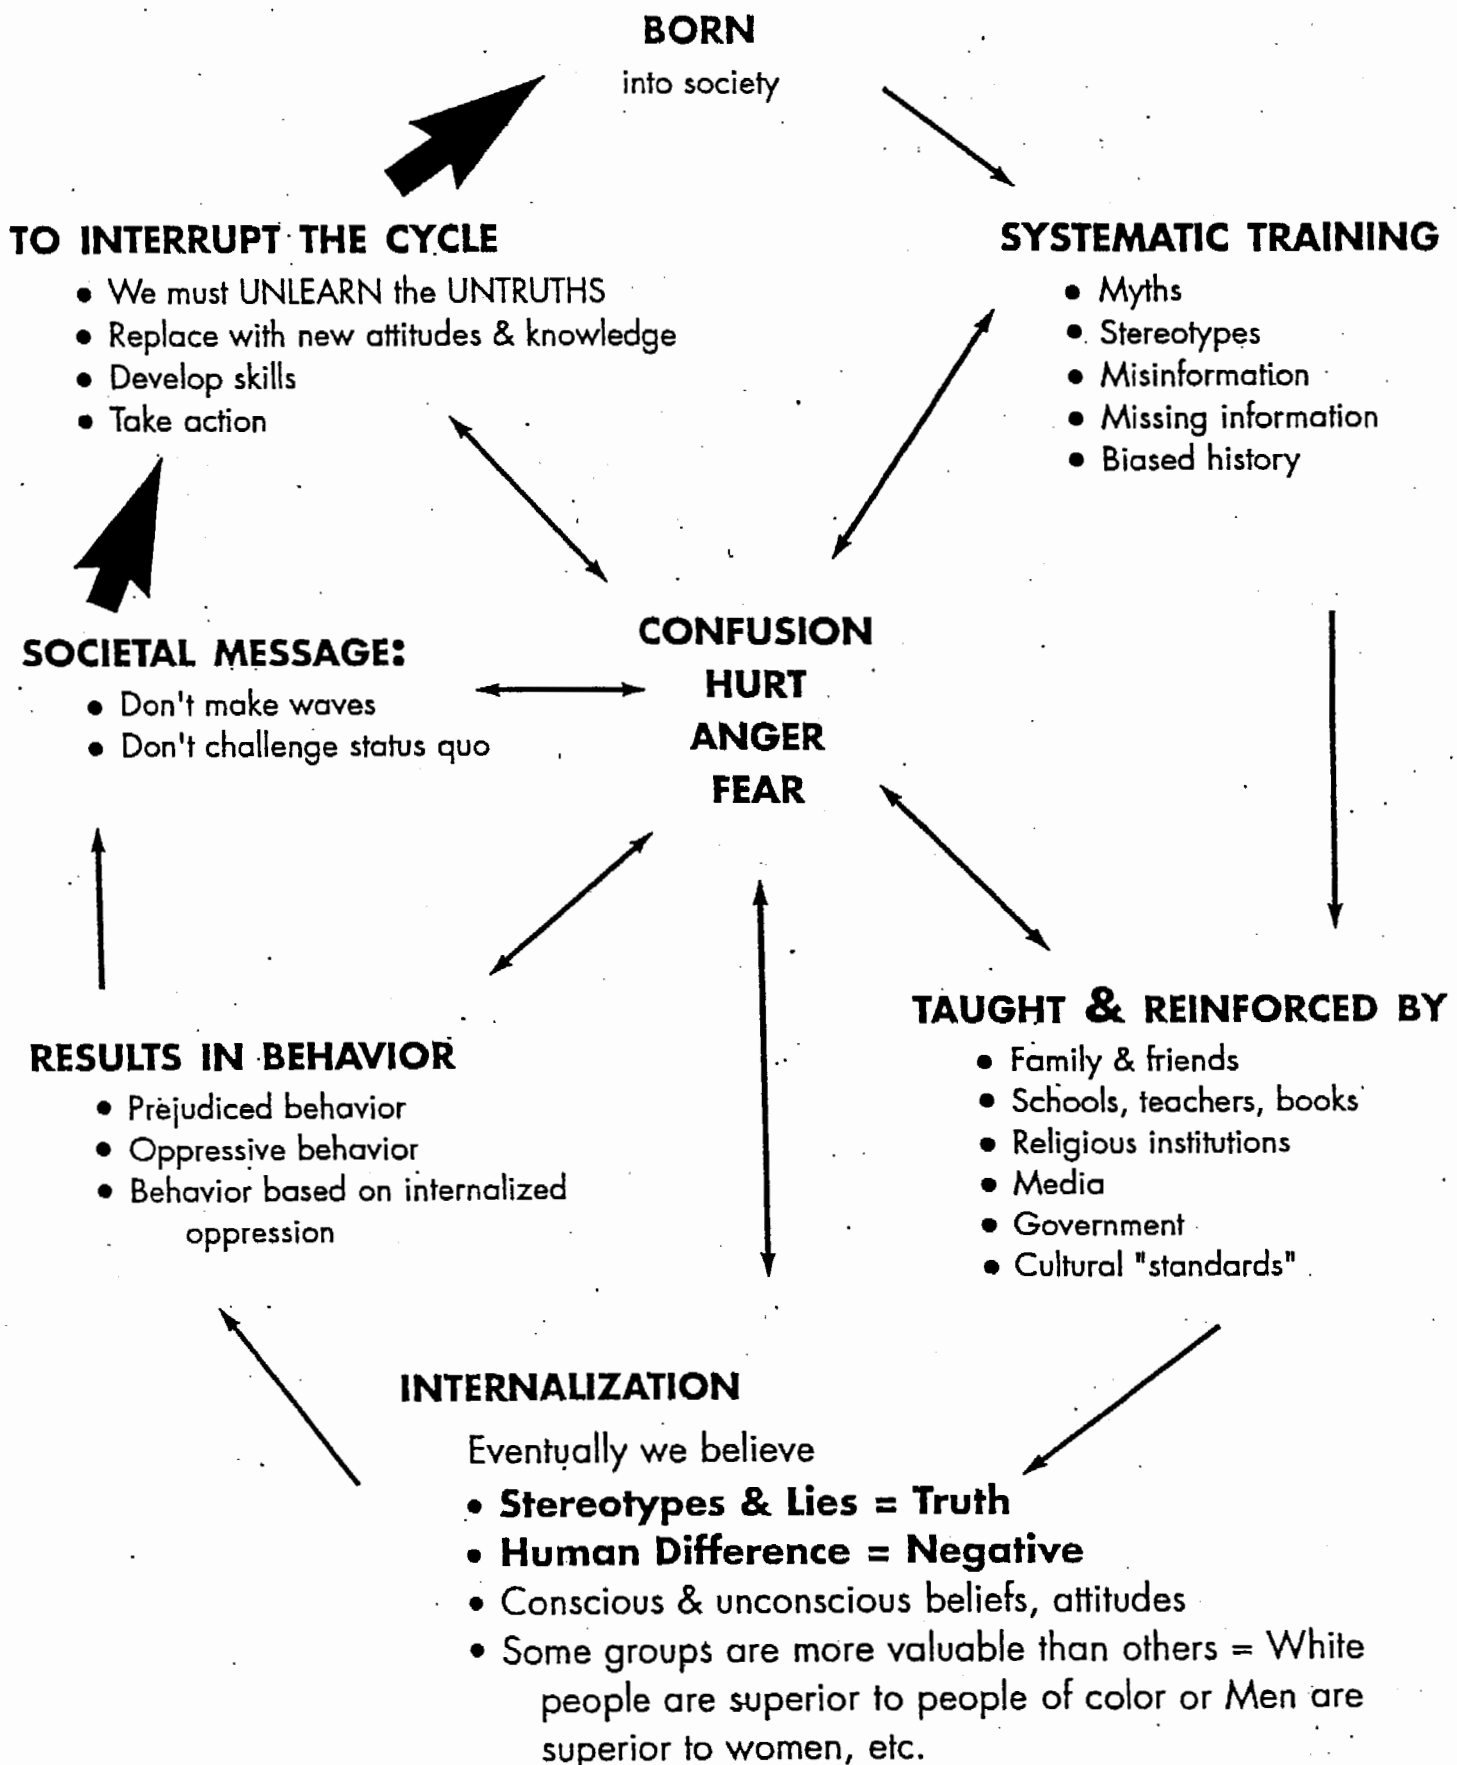 BORN
into society
TO INTERRUPT THE CYCLE
• We must UNLEARN the UNTRUTHS
• Replace with new attitudes & knowledge
• Develop skills
• Take action
SYSTEMATIC TRAINING
• Myths
• Stereotypes
• Misinformation
• Missing information
• Biased history
SOCIETAL MESSAGE:
• Don't make waves
• Don't challenge status quo
CONFUSION
HURT
ANGER
FEAR
TAUGHT & REINFORCED BY
• Family & friends
• Schools, teachers, books
• Religious institutions
• Media
• Government
• Cultural "standards"
RESULTS IN BEHAVIOR
• Prejudiced behavior
• Oppressive behavior
• Behavior based on internalized
oppression
INTERNALIZATION
Eventually we believe
• Stereotypes & Lies = Truth
• Human Difference = Negative
• Conscious & unconscious beliefs, attitudes
• Some groups are more valuable than others = White
people are superior to people of color or Men are
superior to women, etc.